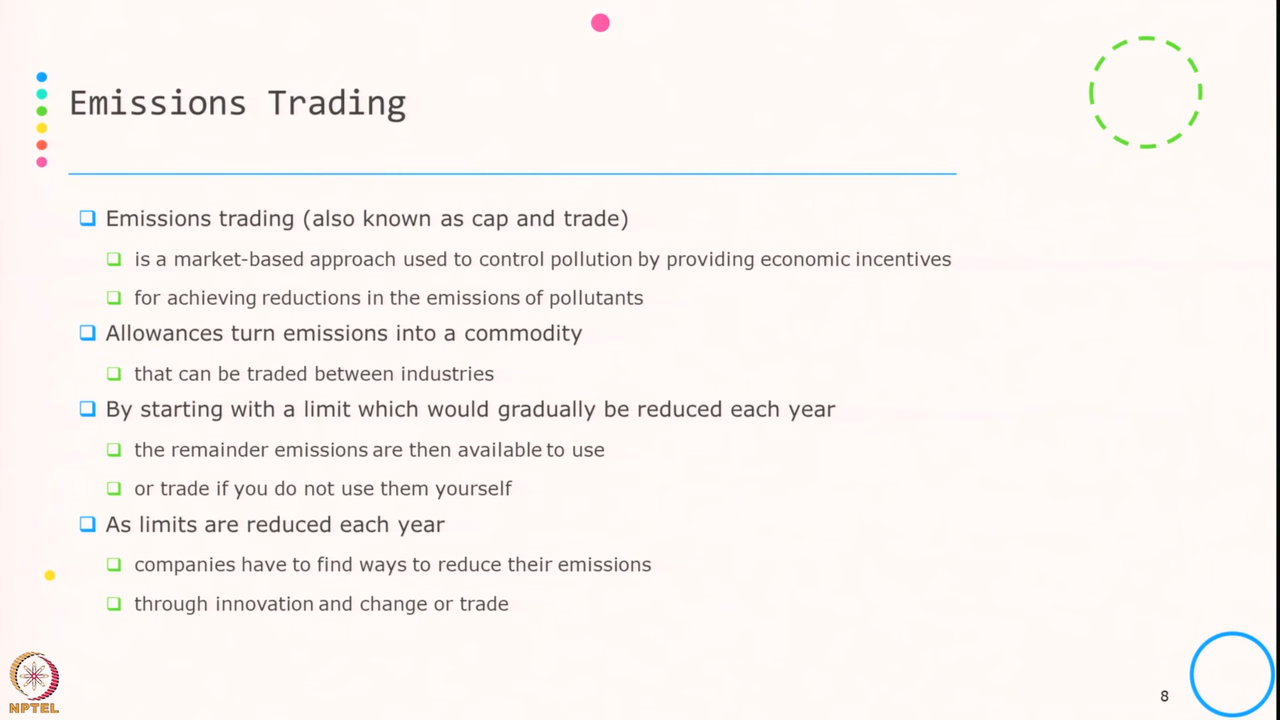 Emissions Trading
Emissions trading (also known as cap and trade)
is a market-based approach used to control pollution by providing economic incentives
for achieving reductions in the emissions of pollutants
Allowances turn emissions into a commodity
that can be traded between industries
By starting with a limit which would gradually be reduced each year
the remainder emissions are then available to use
or trade if you do not use them yourself
As limits are reduced each year
companies have to find ways to reduce their emissions
through innovation and change or trade
NPTEL
8